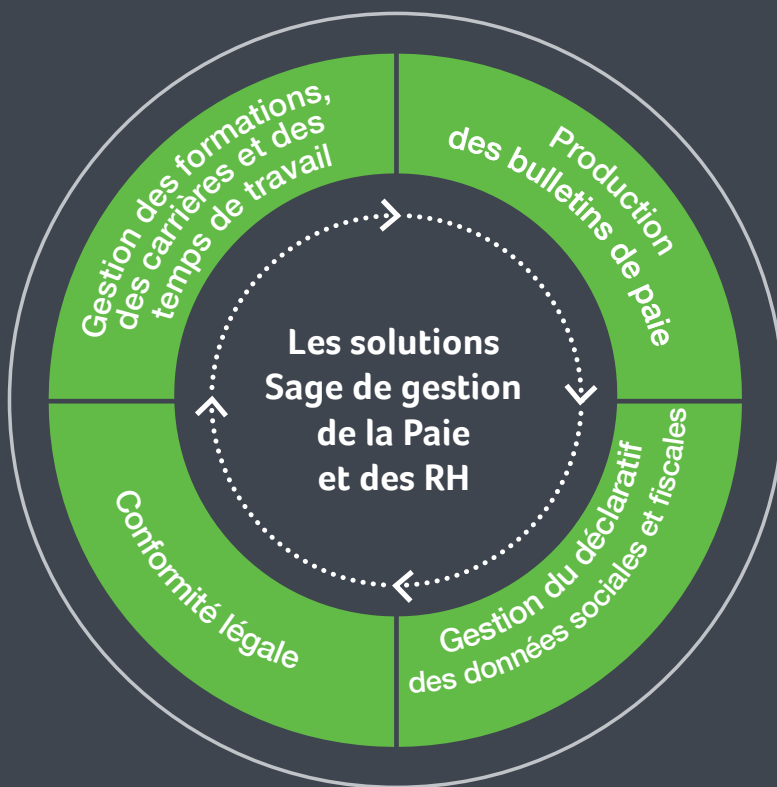 Gestion des formations,
des carrières et des
temps de travail
Production
des bulletins de paie
Les solutions
Sage de gestion
de la Paie
et des RH
Conformité légale
Gestion du déclaratif
des données sociales et fiscales